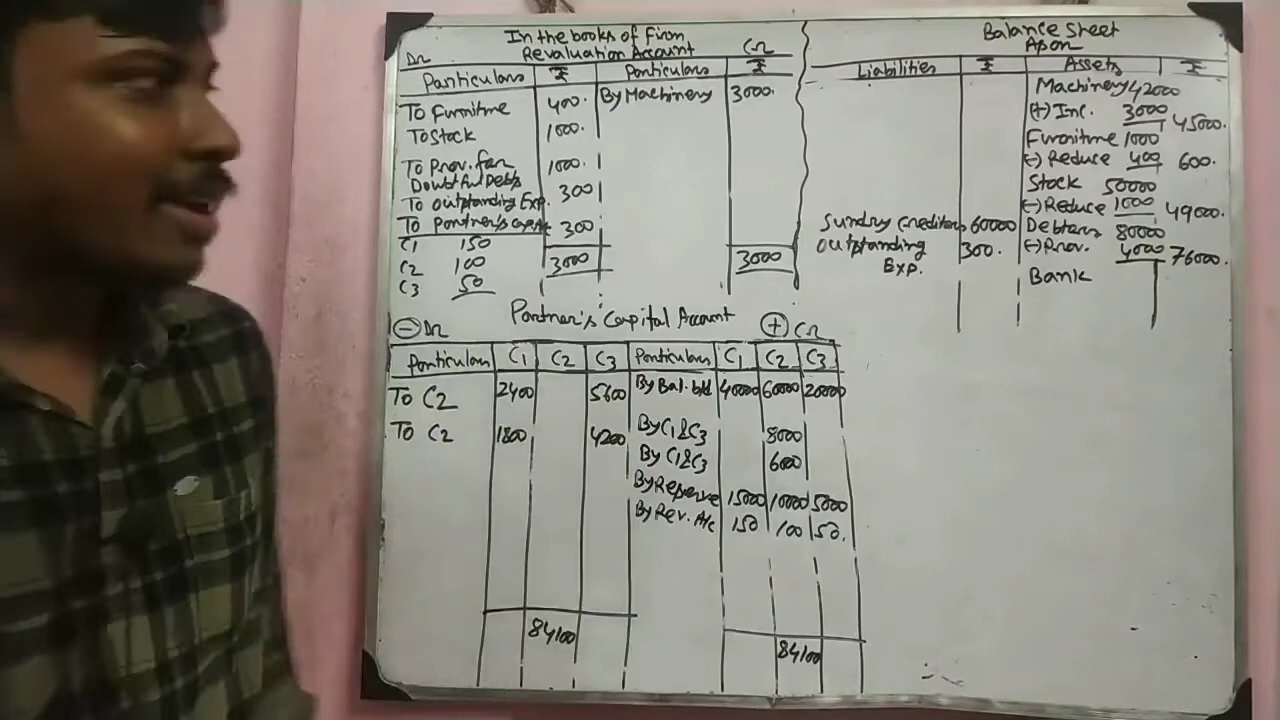 In the books of Firm
Revaluation Account
Dr
Cr
Particulars ₹ Particulars ₹
To Furniture 400. By Machinery 3000.
To Stock 1000.
To Prov. for 1000.
Doubtful Debts
To Outstanding Exp. 300
To Partner's Capital 300
C1 150
C2 100 3000 3000
C3 50
Balance Sheet
As on
Liabilities ₹ Assets ₹
Machinery 42000
(+) Inc. 3000 45000.
Furniture 1000
(-) Reduce 400 600.
Stock 50000
(-) Reduce 1000 49000.
Sundry Creditors 60000 Debtors 80000
Outstanding 300. (-) Prov. 4000 76000.
Exp.
Bank
Partner's Capital Account
- Dr
+ Cr
Particulars C1 C2 C3 Particulars C1 C2 C3
To C2 2400 5600 By Bal. b/d 40000 60000 20000
To C2 1800 4200 By C1&C3 8000
By C1&C3 6000
By Reserve 15000 10000 5000
By Rev. A/c 150 100 50.
84100 84100